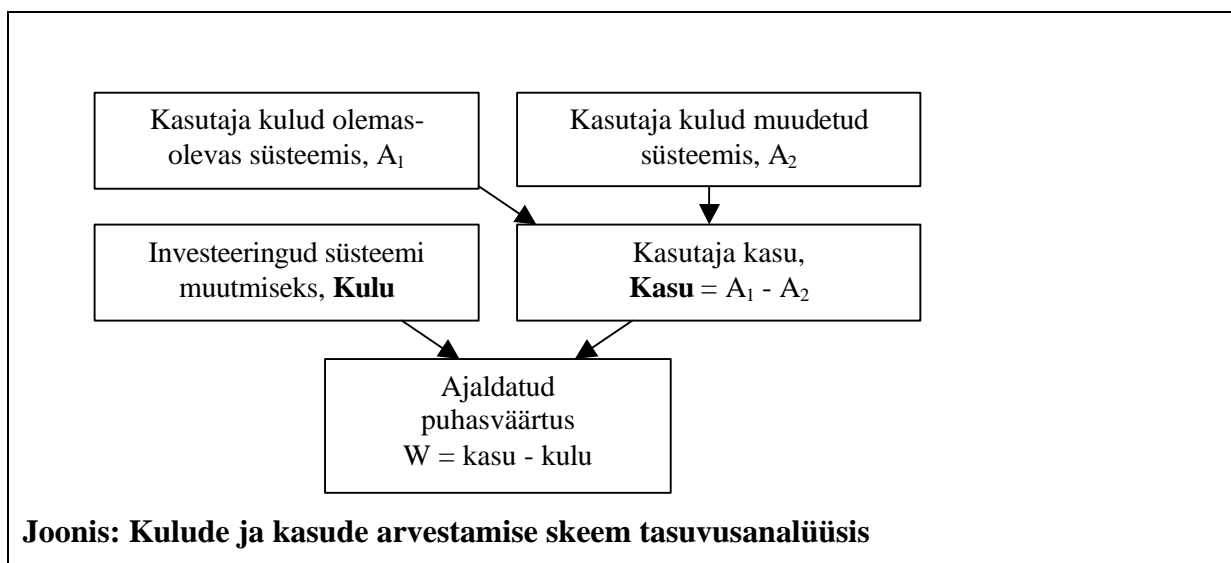 Kasutaja kulud olemas-
olevas süsteemis, A₁
Kasutaja kulud muudetud
süsteemis, A₂
Investeeringud süsteemi
muutmiseks, Kulu
Kasutaja kasu,
Kasu = A₁ - A₂
Ajaldatud
puhasväärtus
W = kasu - kulu
Joonis: Kulude ja kasude arvestamise skeem tasuvusanalüüsis